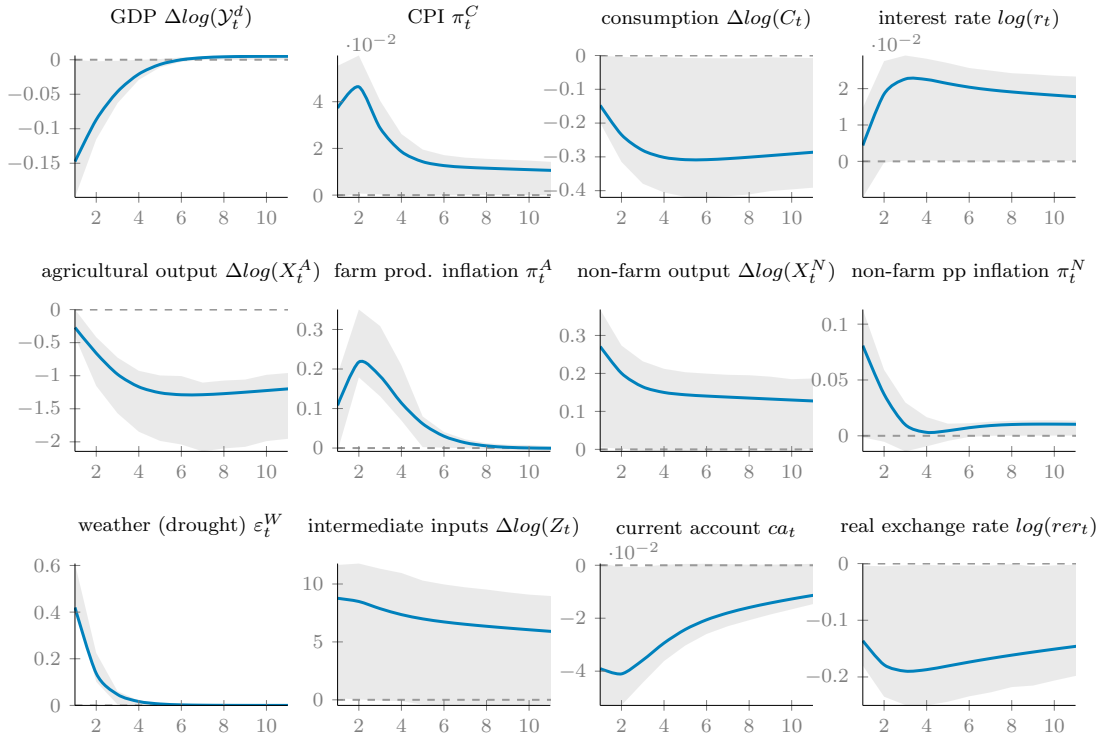 GDP Δlog(𝒴ₜᵈ)
0
−0.05
−0.1
−0.15
2 4 6 8 10
CPI πₜᶜ
·10⁻²
4
2
0
2 4 6 8 10
consumption Δlog(Cₜ)
0
−0.1
−0.2
−0.3
−0.4
2 4 6 8 10
interest rate log(rₜ)
·10⁻²
2
1
0
2 4 6 8 10
agricultural output Δlog(Xₜᴬ)
0
−0.5
−1
−1.5
−2
2 4 6 8 10
farm prod. inflation πₜᴬ
0.3
0.2
0.1
0
2 4 6 8 10
non-farm output Δlog(Xₜᴺ)
0.3
0.2
0.1
0
2 4 6 8 10
non-farm pp inflation πₜᴺ
0.1
0.05
0
2 4 6 8 10
weather (drought) εₜᵂ
0.6
0.4
0.2
0
2 4 6 8 10
intermediate inputs Δlog(Zₜ)
10
5
0
2 4 6 8 10
current account caₜ
·10⁻²
0
−2
−4
2 4 6 8 10
real exchange rate log(rerₜ)
0
−0.1
−0.2
2 4 6 8 10